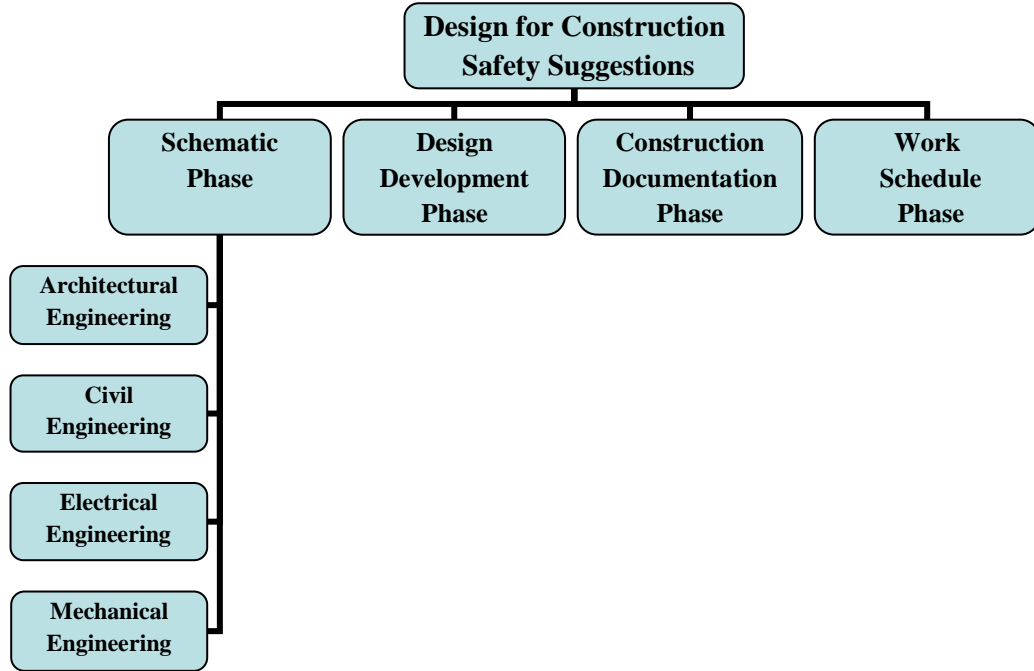 Design for Construction
Safety Suggestions
Schematic
Phase
Design
Development
Phase
Construction
Documentation
Phase
Work
Schedule
Phase
Architectural
Engineering
Civil
Engineering
Electrical
Engineering
Mechanical
Engineering